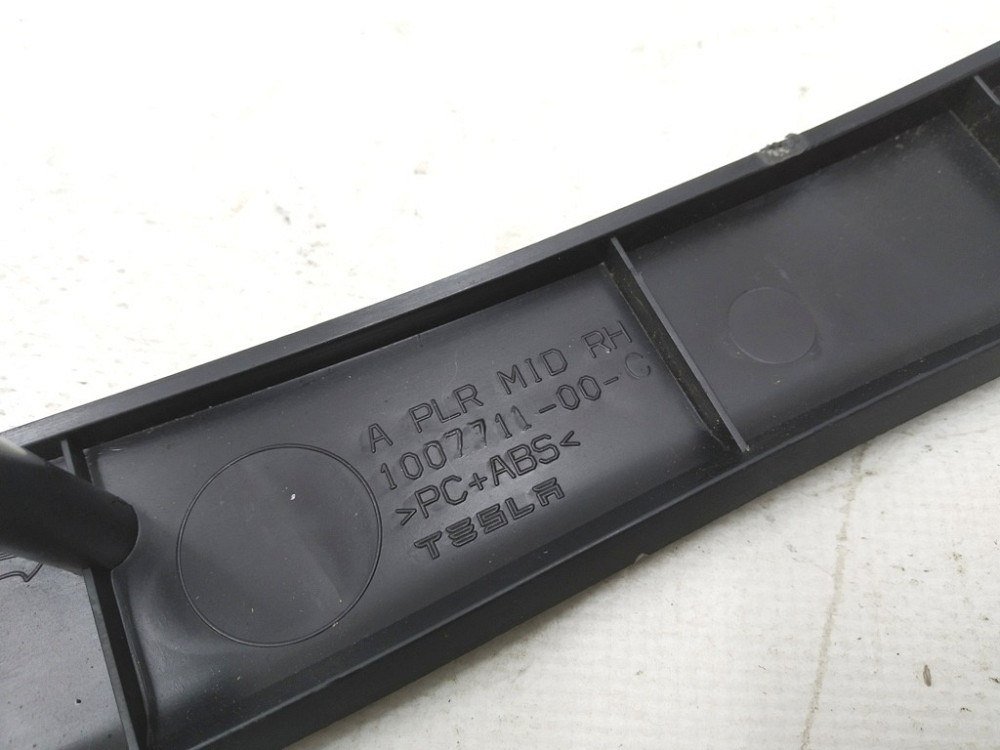 A PLR MID RH
1007711-00-C
>PC+ABS<
TESLA